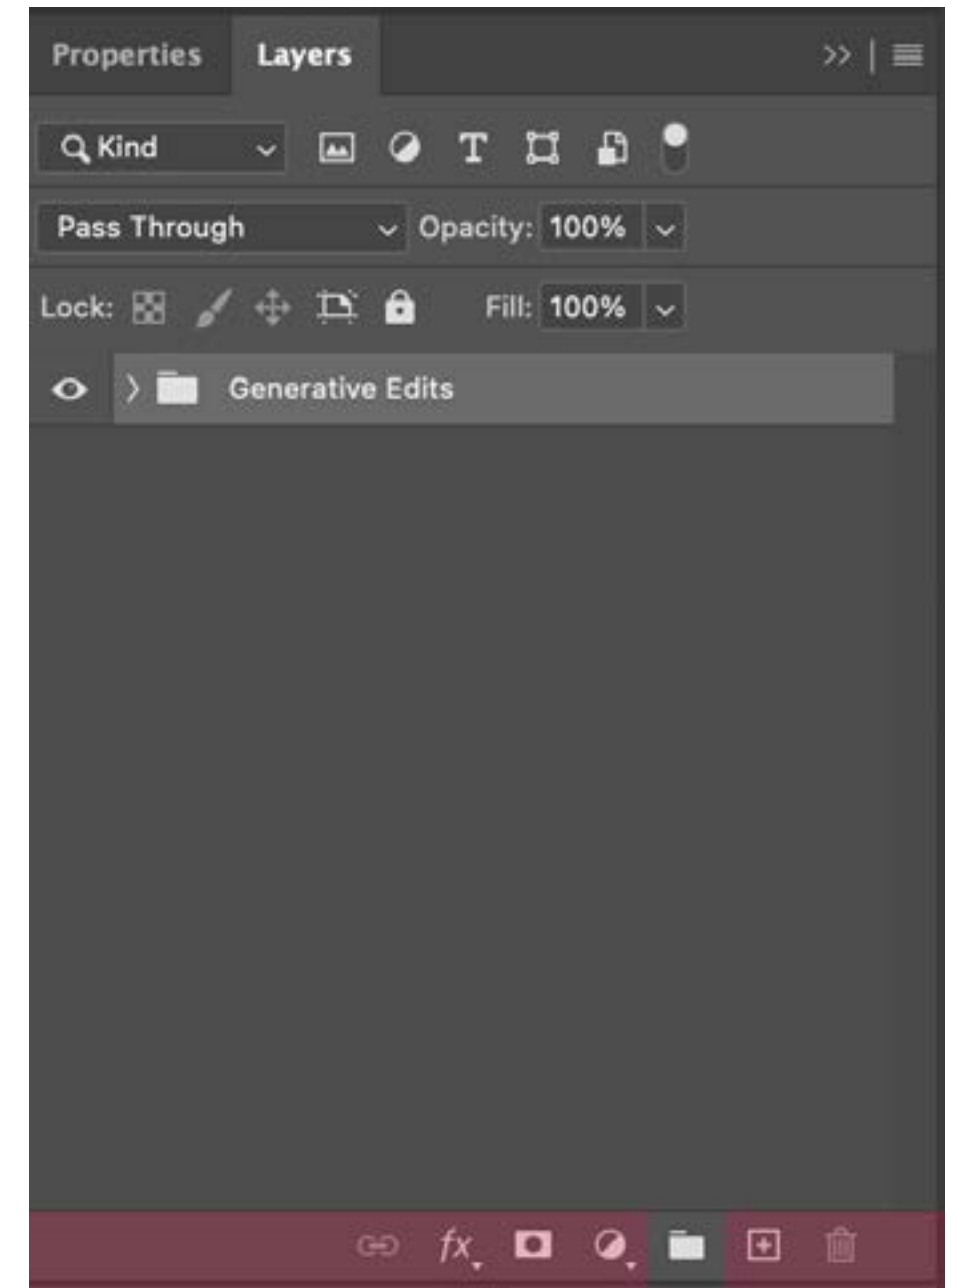 Properties Layers
Kind
Pass Through Opacity: 100%
Lock: Fill: 100%
Generative Edits
fx